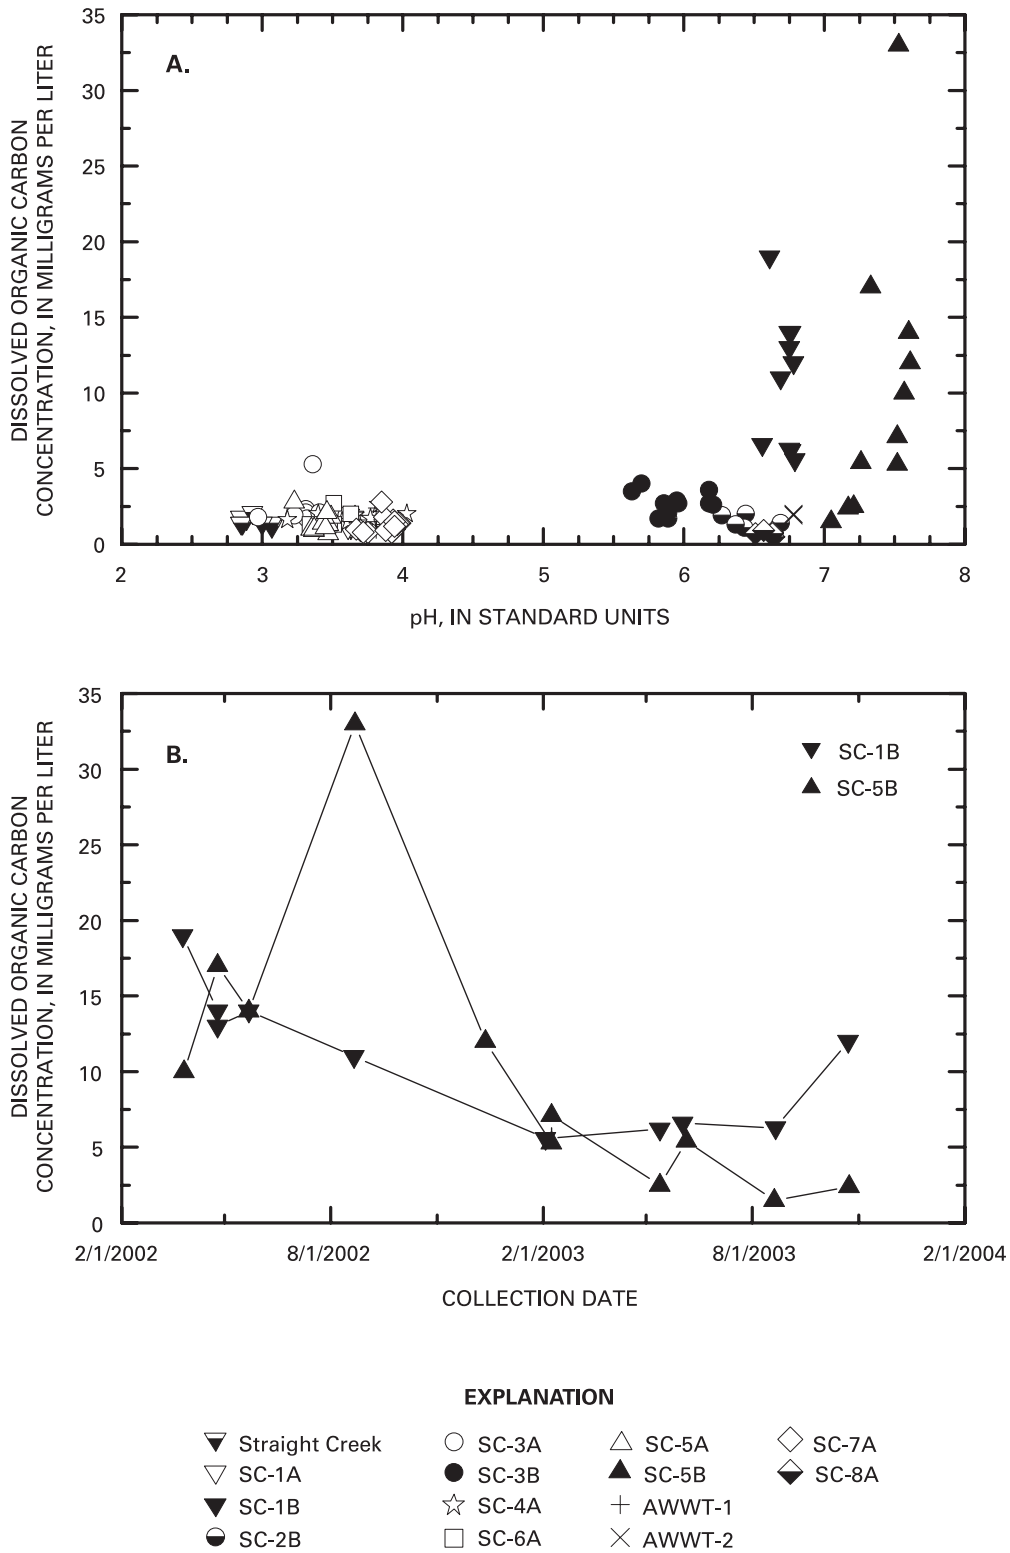 A.
DISSOLVED ORGANIC CARBON
CONCENTRATION, IN MILLIGRAMS PER LITER
35
30
25
20
15
10
5
0
2 3 4 5 6 7 8
pH, IN STANDARD UNITS
B.
DISSOLVED ORGANIC CARBON
CONCENTRATION, IN MILLIGRAMS PER LITER
35
30
25
20
15
10
5
0
SC-1B
SC-5B
2/1/2002 8/1/2002 2/1/2003 8/1/2003 2/1/2004
COLLECTION DATE
EXPLANATION
Straight Creek SC-3A SC-5A SC-7A
SC-1A SC-3B SC-5B SC-8A
SC-1B SC-4A AWWT-1
SC-2B SC-6A AWWT-2